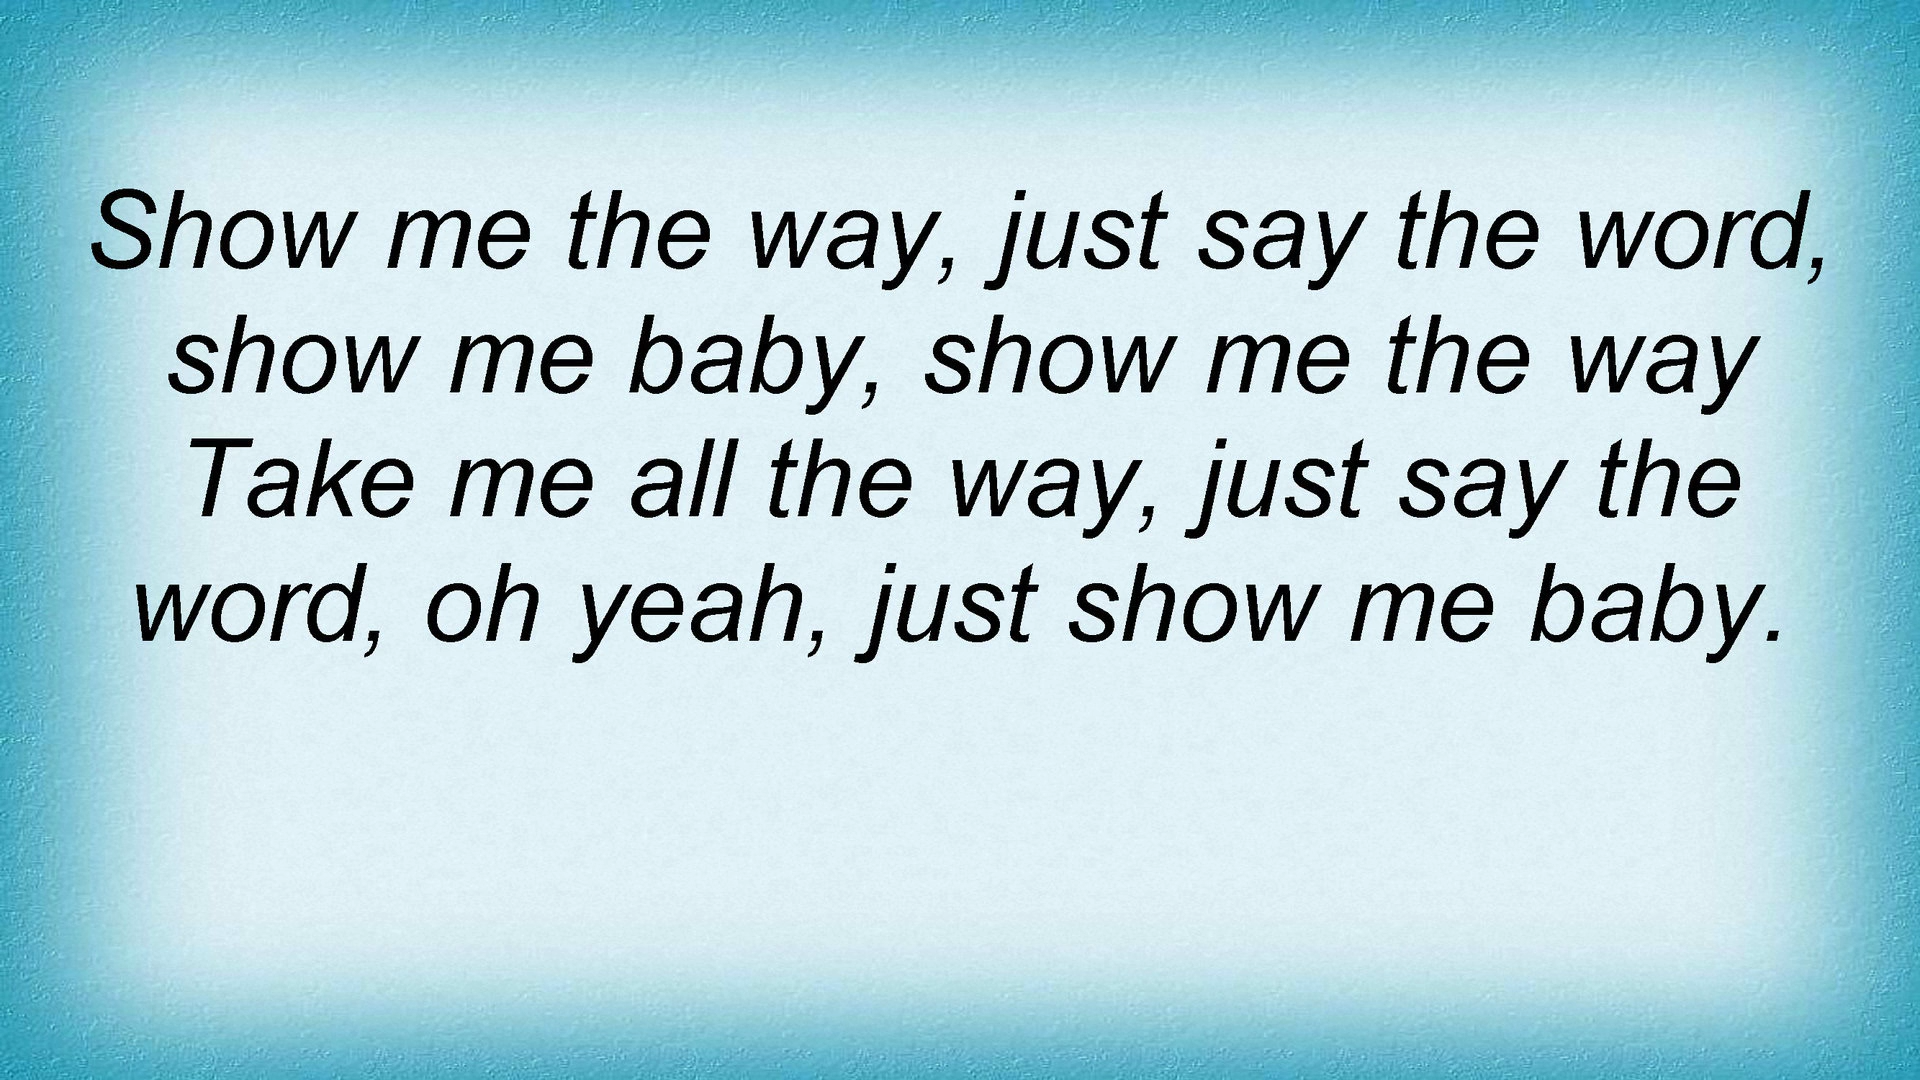 Show me the way, just say the word,
show me baby, show me the way
Take me all the way, just say the
word, oh yeah, just show me baby.